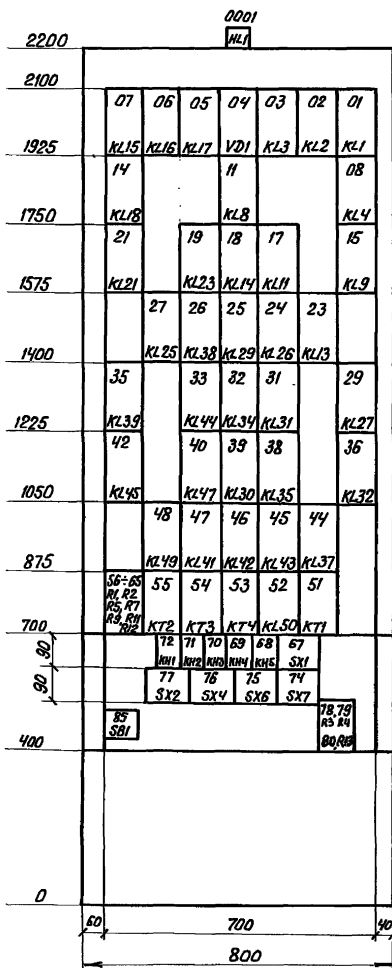 0001
HL1
2200
2100
07 06 05 04 03 02 01
KL15 KL16 KL17 VD1 KL3 KL2 KL1
1925
14 11 08
KL18 KL8 KL4
1750
21 19 18 17 15
KL21 KL23 KL14 KL11 KL9
1575
27 26 25 24 23
KL25 KL38 KL29 KL26 KL13
1400
35 33 32 31 29
KL39 KL44 KL34 KL31 KL27
1225
42 40 39 38 36
KL45 KL47 KL30 KL35 KL32
1050
48 47 46 45 44
KL49 KL41 KL42 KL43 KL37
875
56÷65
R1, R2
R5, R7
R9, R11
R12
55 54 53 52 51
KT2 KT3 KT4 KL50 KT1
700
90
72 71 70 69 68 67
KH1 KH2 KH3 KH4 KH5 SX1
90
77 76 75 74
SX2 SX4 SX6 SX7
85
SB1
78,79
R3 R4
80, R13
400
0
60 700 40
800